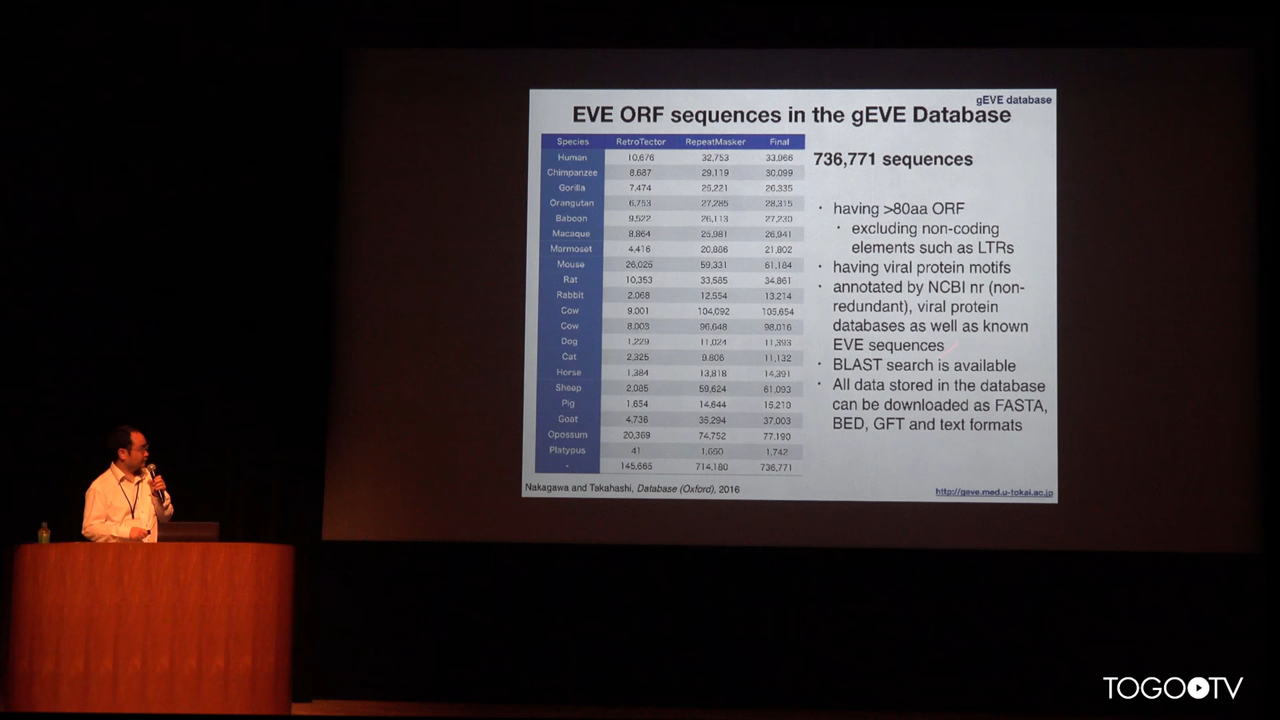 gEVE database
EVE ORF sequences in the gEVE Database
Species RetroTector RepeatMasker Final
Human 10,676 32,753 33,966
Chimpanzee 8,687 29,119 30,099
Gorilla 7,474 25,221 26,335
Orangutan 6,753 27,285 28,315
Baboon 9,522 26,113 27,230
Macaque 8,864 25,981 26,941
Marmoset 4,416 20,886 21,802
Mouse 26,025 59,331 61,184
Rat 10,353 33,585 34,861
Rabbit 2,068 12,554 13,214
Cow 9,001 104,092 105,654
Cow 8,003 96,648 98,016
Dog 1,229 11,024 11,393
Cat 2,325 9,806 11,132
Horse 1,384 13,818 14,391
Sheep 2,085 59,624 61,093
Pig 1,654 14,644 15,210
Goat 4,736 35,294 37,003
Opossum 20,369 74,752 77,190
Platypus 41 1,650 1,742
- 145,665 714,180 736,771
736,771 sequences
· having >80aa ORF
· excluding non-coding
elements such as LTRs
· having viral protein motifs
· annotated by NCBI nr (non-
redundant), viral protein
databases as well as known
EVE sequences
· BLAST search is available
· All data stored in the database
can be downloaded as FASTA,
BED, GFT and text formats
Nakagawa and Takahashi, Database (Oxford), 2016
http://geve.med.u-tokai.ac.jp
TOGOTV